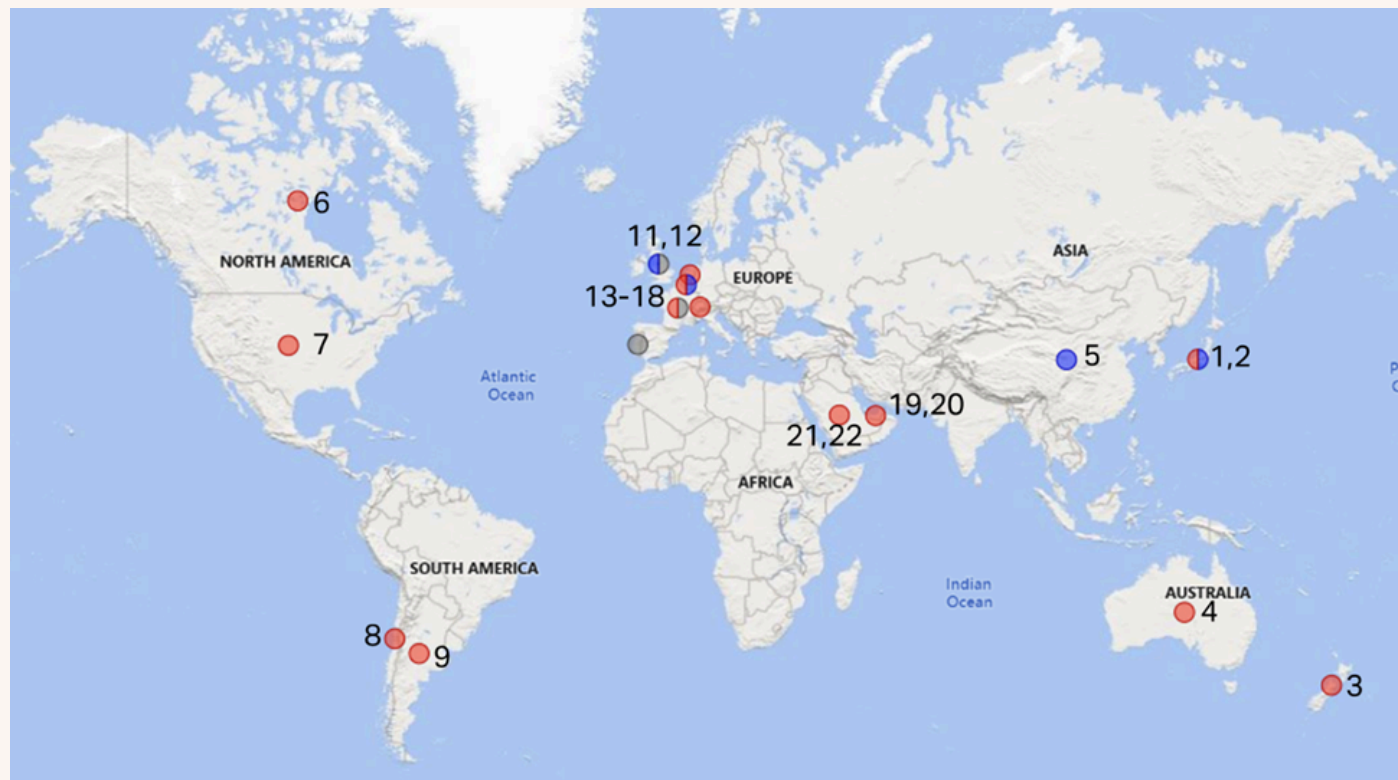 6
NORTH AMERICA
7
11,12
13-18
EUROPE
ASIA
5
1,2
Atlantic
Ocean
19,20
21,22
AFRICA
SOUTH AMERICA
8
9
Indian
Ocean
AUSTRALIA
4
3